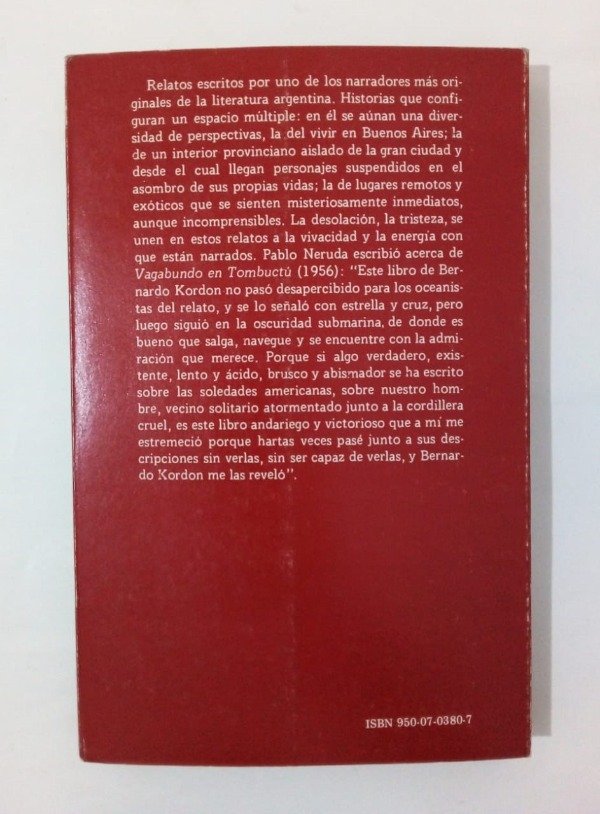 Relatos escritos por uno de los narradores más ori-
ginales de la literatura argentina. Historias que confi-
guran un espacio múltiple: en él se aúnan una diver-
sidad de perspectivas, la del vivir en Buenos Aires; la
de un interior provinciano aislado de la gran ciudad y
desde el cual llegan personajes suspendidos en el
asombro de sus propias vidas; la de lugares remotos y
exóticos que se sienten misteriosamente inmediatos,
aunque incomprensibles. La desolación, la tristeza, se
unen en estos relatos a la vivacidad y la energía con
que están narrados. Pablo Neruda escribió acerca de
Vagabundo en Tombuctú (1956): "Este libro de Ber-
nardo Kordon no pasó desapercibido para los oceanis-
tas del relato, y se lo señaló con estrella y cruz, pero
luego siguió en la oscuridad submarina, de donde es
bueno que salga, navegue y se encuentre con la admi-
ración que merece. Porque si algo verdadero, exis-
tente, lento y ácido, brusco y abismador se ha escrito
sobre las soledades americanas, sobre nuestro hom-
bre, vecino solitario atormentado junto a la cordillera
cruel, es este libro andariego y victorioso que a mí me
estremeció porque hartas veces pasé junto a sus des-
cripciones sin verlas, sin ser capaz de verlas, y Bernar-
do Kordon me las reveló".
ISBN 950-07-0380-7